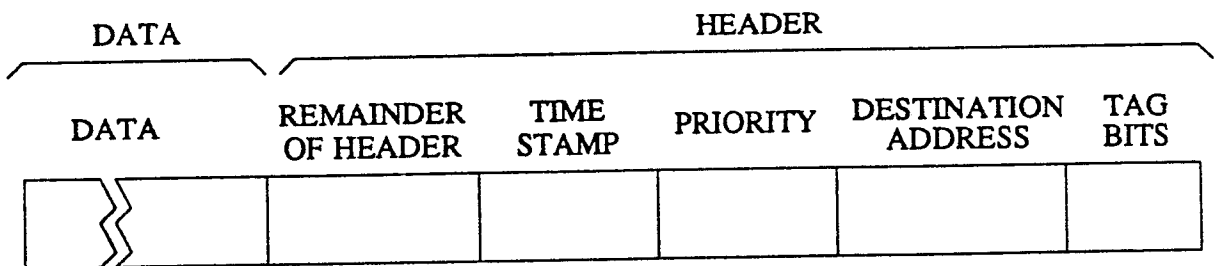 DATA HEADER
DATA
REMAINDER
OF HEADER
TIME
STAMP
PRIORITY
DESTINATION
ADDRESS
TAG
BITS